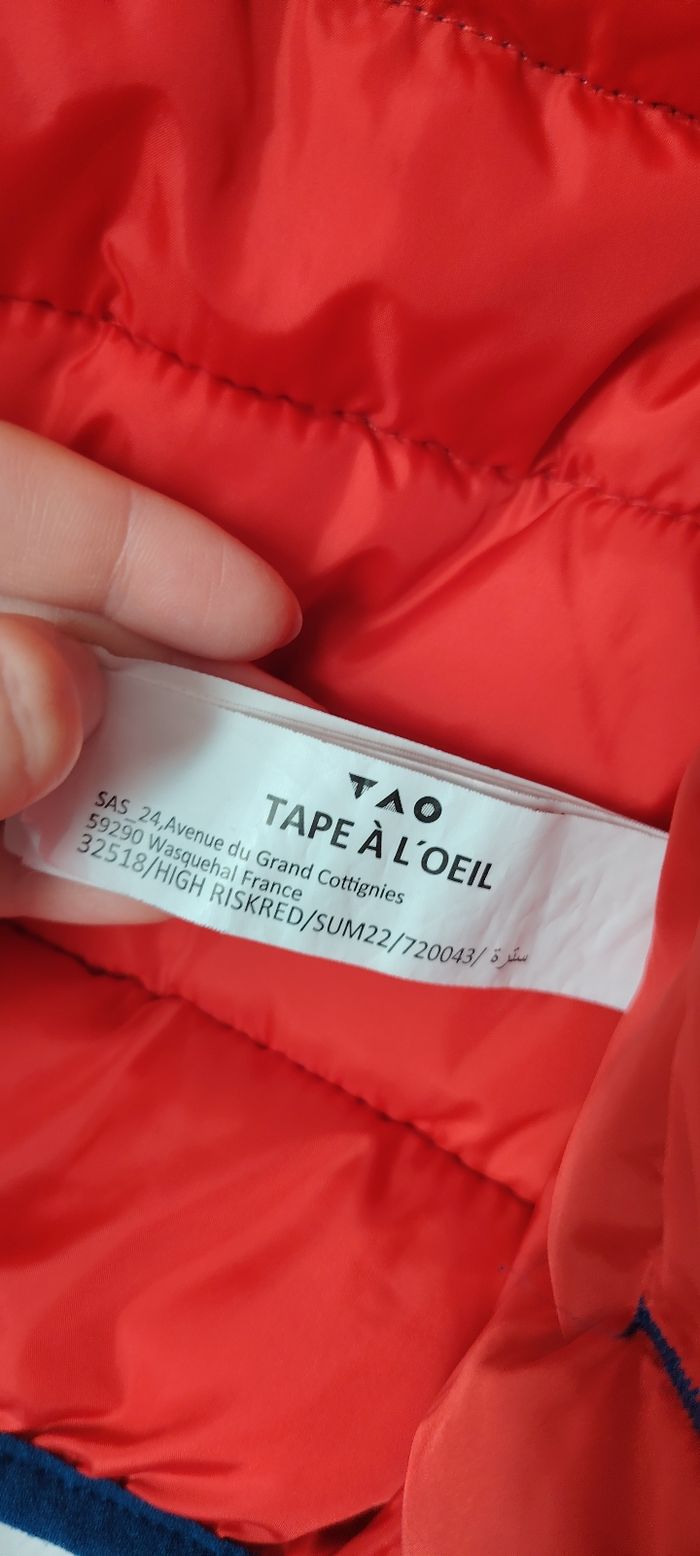 TAO
TAPE À L´OEIL
SAS_24,Avenue du Grand Cottignies
59290 Wasquehal France
32518/HIGH RISKRED/SUM22/720043/ سترة